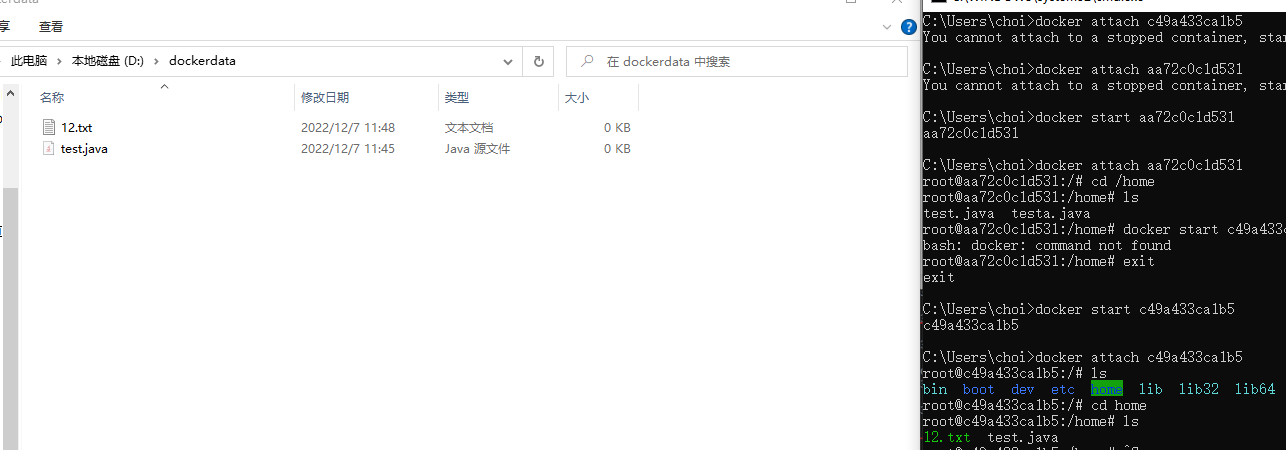 查看
?
此电脑 > 本地磁盘 (D:) > dockerdata
在 dockerdata 中搜索
名称 修改日期 类型 大小
12.txt 2022/12/7 11:48 文本文档 0 KB
test.java 2022/12/7 11:45 Java 源文件 0 KB
C:\Users\choi>docker attach c49a433ca1b5
You cannot attach to a stopped container, star
C:\Users\choi>docker attach aa72c0c1d531
You cannot attach to a stopped container, star
C:\Users\choi>docker start aa72c0c1d531
aa72c0c1d531
C:\Users\choi>docker attach aa72c0c1d531
root@aa72c0c1d531:/# cd /home
root@aa72c0c1d531:/home# ls
test.java  testa.java
root@aa72c0c1d531:/home# docker start c49a433c
bash: docker: command not found
root@aa72c0c1d531:/home# exit
exit
C:\Users\choi>docker start c49a433ca1b5
c49a433ca1b5
C:\Users\choi>docker attach c49a433ca1b5
root@c49a433ca1b5:/# ls
bin  boot  dev  etc  home  lib  lib32  lib64
root@c49a433ca1b5:/# cd home
root@c49a433ca1b5:/home# ls
12.txt  test.java